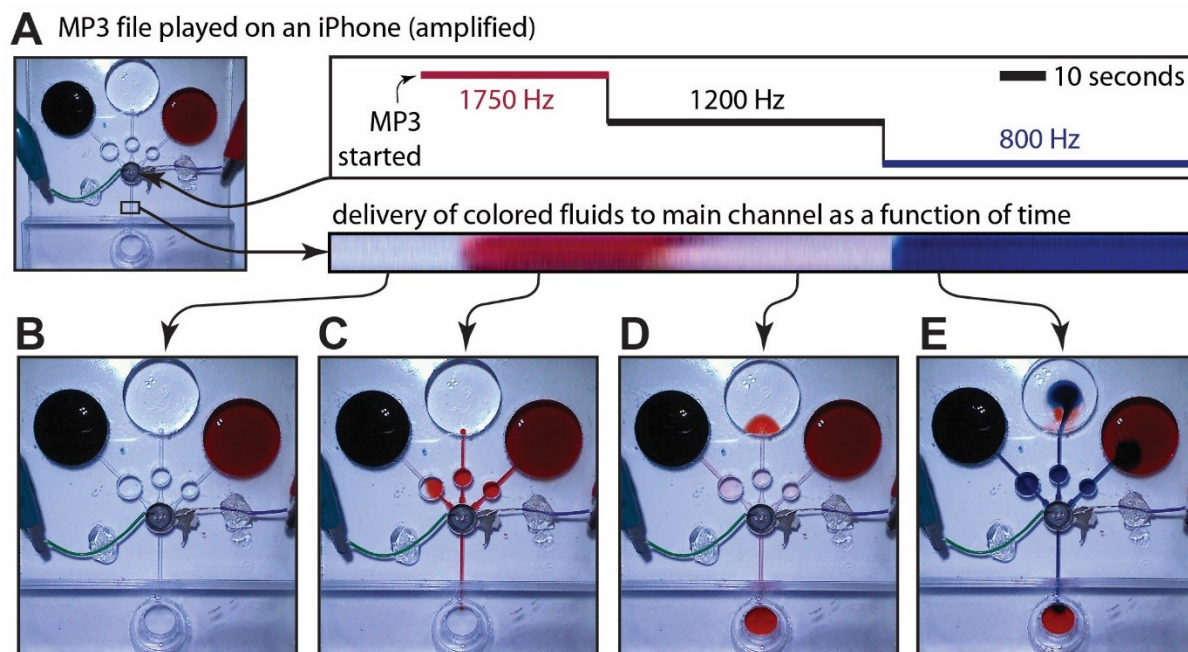 A MP3 file played on an iPhone (amplified)
10 seconds
1750 Hz
1200 Hz
MP3
started
800 Hz
delivery of colored fluids to main channel as a function of time
B
C
D
E